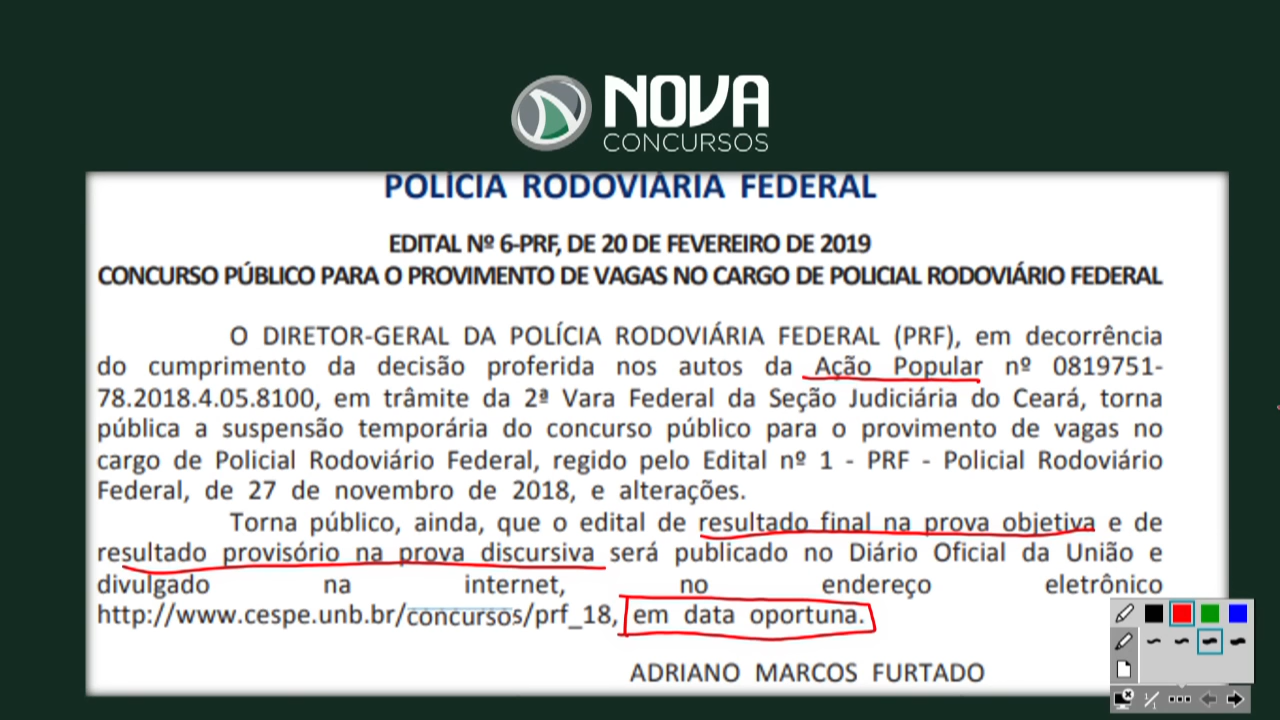 NOVA
CONCURSOS
POLÍCIA RODOVIÁRIA FEDERAL
EDITAL Nº 6-PRF, DE 20 DE FEVEREIRO DE 2019
CONCURSO PÚBLICO PARA O PROVIMENTO DE VAGAS NO CARGO DE POLICIAL RODOVIÁRIO FEDERAL
O DIRETOR-GERAL DA POLÍCIA RODOVIÁRIA FEDERAL (PRF), em decorrência
do cumprimento da decisão proferida nos autos da Ação Popular nº 0819751-
78.2018.4.05.8100, em trâmite da 2ª Vara Federal da Seção Judiciária do Ceará, torna
pública a suspensão temporária do concurso público para o provimento de vagas no
cargo de Policial Rodoviário Federal, regido pelo Edital nº 1 - PRF - Policial Rodoviário
Federal, de 27 de novembro de 2018, e alterações.
Torna público, ainda, que o edital de resultado final na prova objetiva e de
resultado provisório na prova discursiva será publicado no Diário Oficial da União e
divulgado na internet, no endereço eletrônico
http://www.cespe.unb.br/concursos/prf_18, em data oportuna.
ADRIANO MARCOS FURTADO